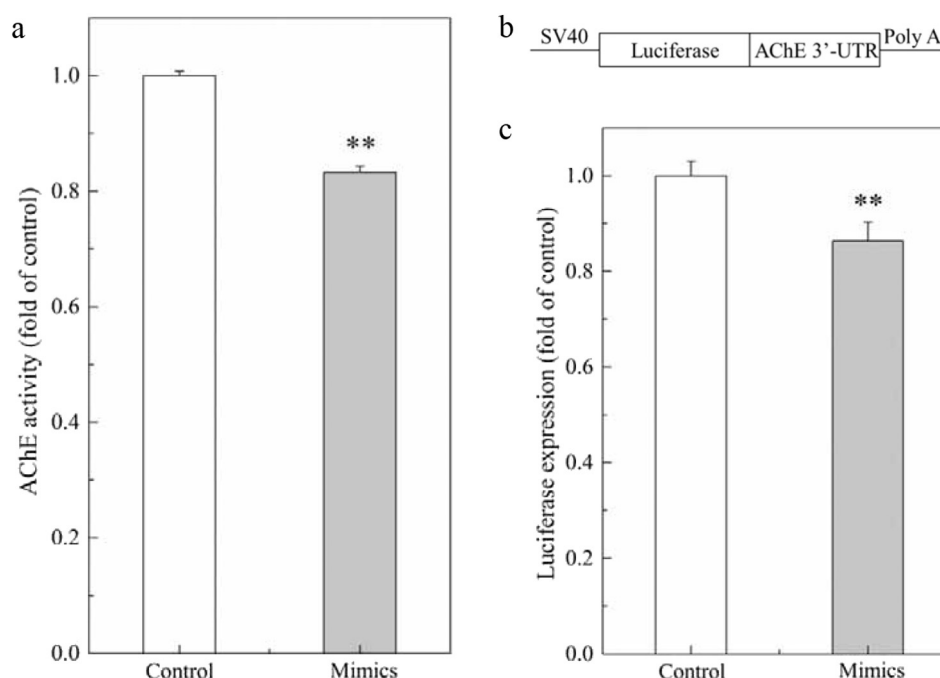 a
AChE activity (fold of control)
1.0
0.8
0.6
0.4
0.2
0.0
**
Control Mimics
b
SV40 Luciferase AChE 3'-UTR Poly A
c
Luciferase expression (fold of control)
1.0
0.8
0.6
0.4
0.2
0.0
**
Control Mimics